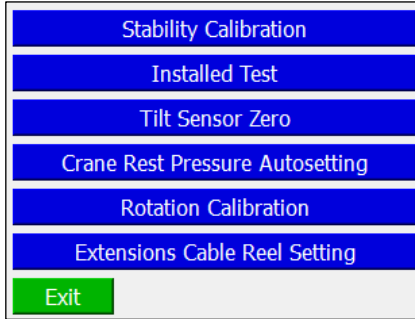 Stability Calibration
Installed Test
Tilt Sensor Zero
Crane Rest Pressure Autosetting
Rotation Calibration
Extensions Cable Reel Setting
Exit